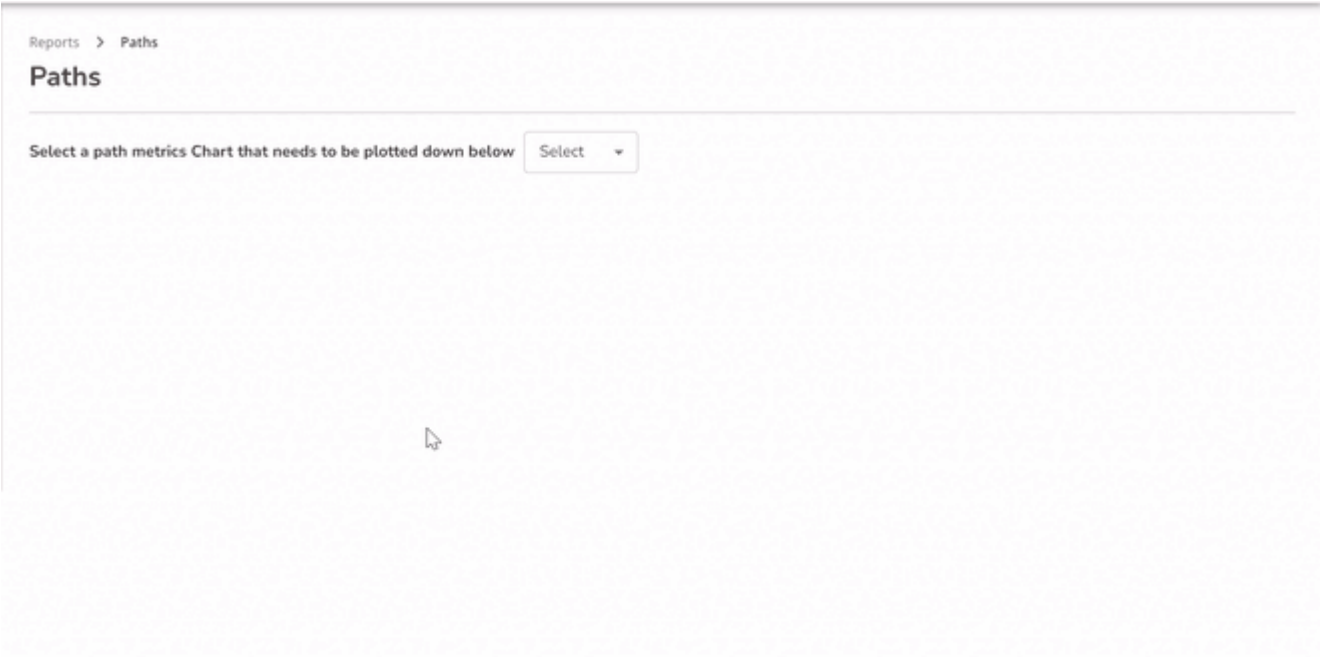 Reports > Paths
Paths
Select a path metrics Chart that needs to be plotted down below Select